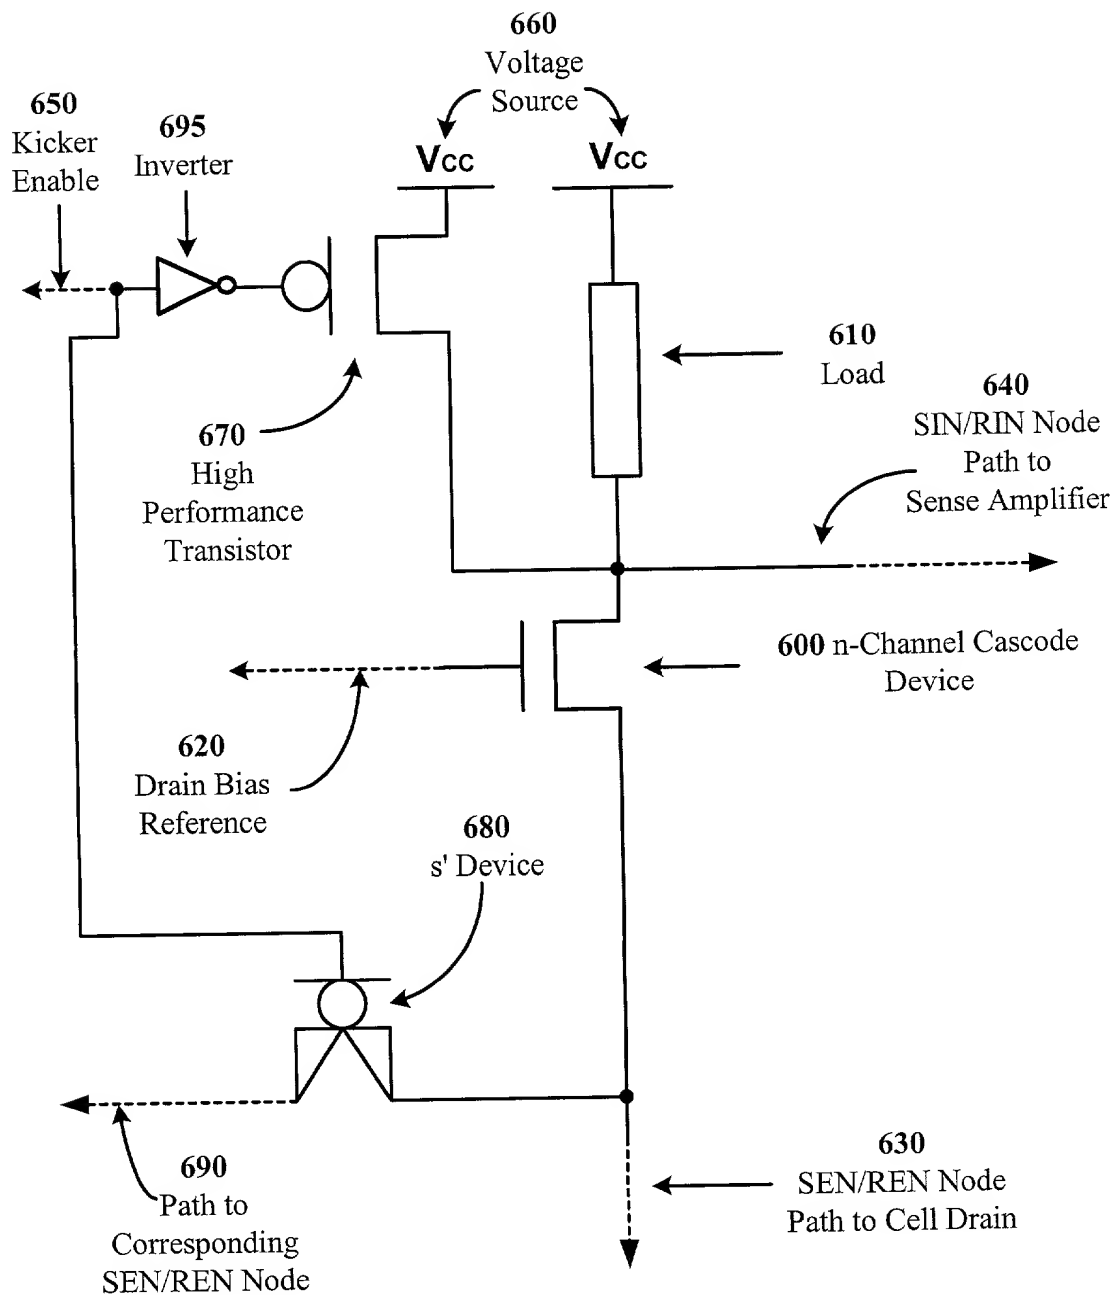 660
Voltage
Source
650
Kicker
Enable
695
Inverter
VCC
VCC
610
Load
640
SIN/RIN Node
Path to
Sense Amplifier
670
High
Performance
Transistor
600 n-Channel Cascode
Device
620
Drain Bias
Reference
680
s' Device
690
Path to
Corresponding
SEN/REN Node
630
SEN/REN Node
Path to Cell Drain